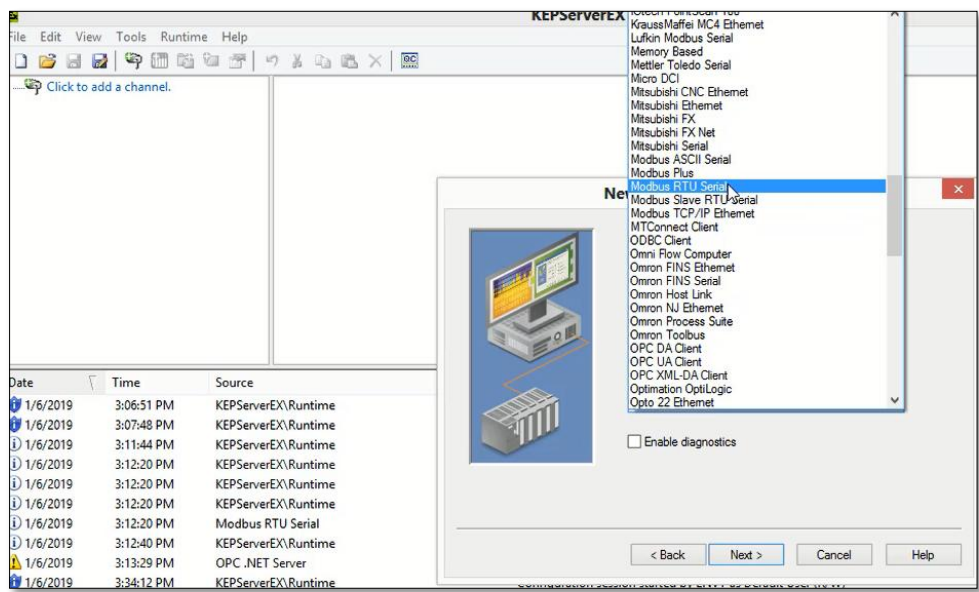 KEPServerEX
File Edit View Tools Runtime Help
Click to add a channel.
KraussMaffei MC4 Ethernet
Lufkin Modbus Serial
Memory Based
Mettler Toledo Serial
Micro DCI
Mitsubishi CNC Ethernet
Mitsubishi Ethernet
Mitsubishi FX
Mitsubishi FX Net
Mitsubishi Serial
Modbus ASCII Serial
Modbus Plus
Modbus RTU Serial
Modbus Slave RTU Serial
Modbus TCP/IP Ethernet
MTConnect Client
ODBC Client
Omni Flow Computer
Omron FINS Ethernet
Omron FINS Serial
Omron Host Link
Omron NJ Ethernet
Omron Process Suite
Omron Toolbus
OPC DA Client
OPC UA Client
OPC XML-DA Client
Optimation OptiLogic
Opto 22 Ethernet
Enable diagnostics
< Back Next > Cancel Help
Date Time Source
1/6/2019 3:06:51 PM KEPServerEX\Runtime
1/6/2019 3:07:48 PM KEPServerEX\Runtime
1/6/2019 3:11:44 PM KEPServerEX\Runtime
1/6/2019 3:12:20 PM KEPServerEX\Runtime
1/6/2019 3:12:20 PM KEPServerEX\Runtime
1/6/2019 3:12:20 PM KEPServerEX\Runtime
1/6/2019 3:12:20 PM Modbus RTU Serial
1/6/2019 3:12:40 PM KEPServerEX\Runtime
1/6/2019 3:13:29 PM OPC .NET Server
1/6/2019 3:34:12 PM KEPServerEX\Runtime